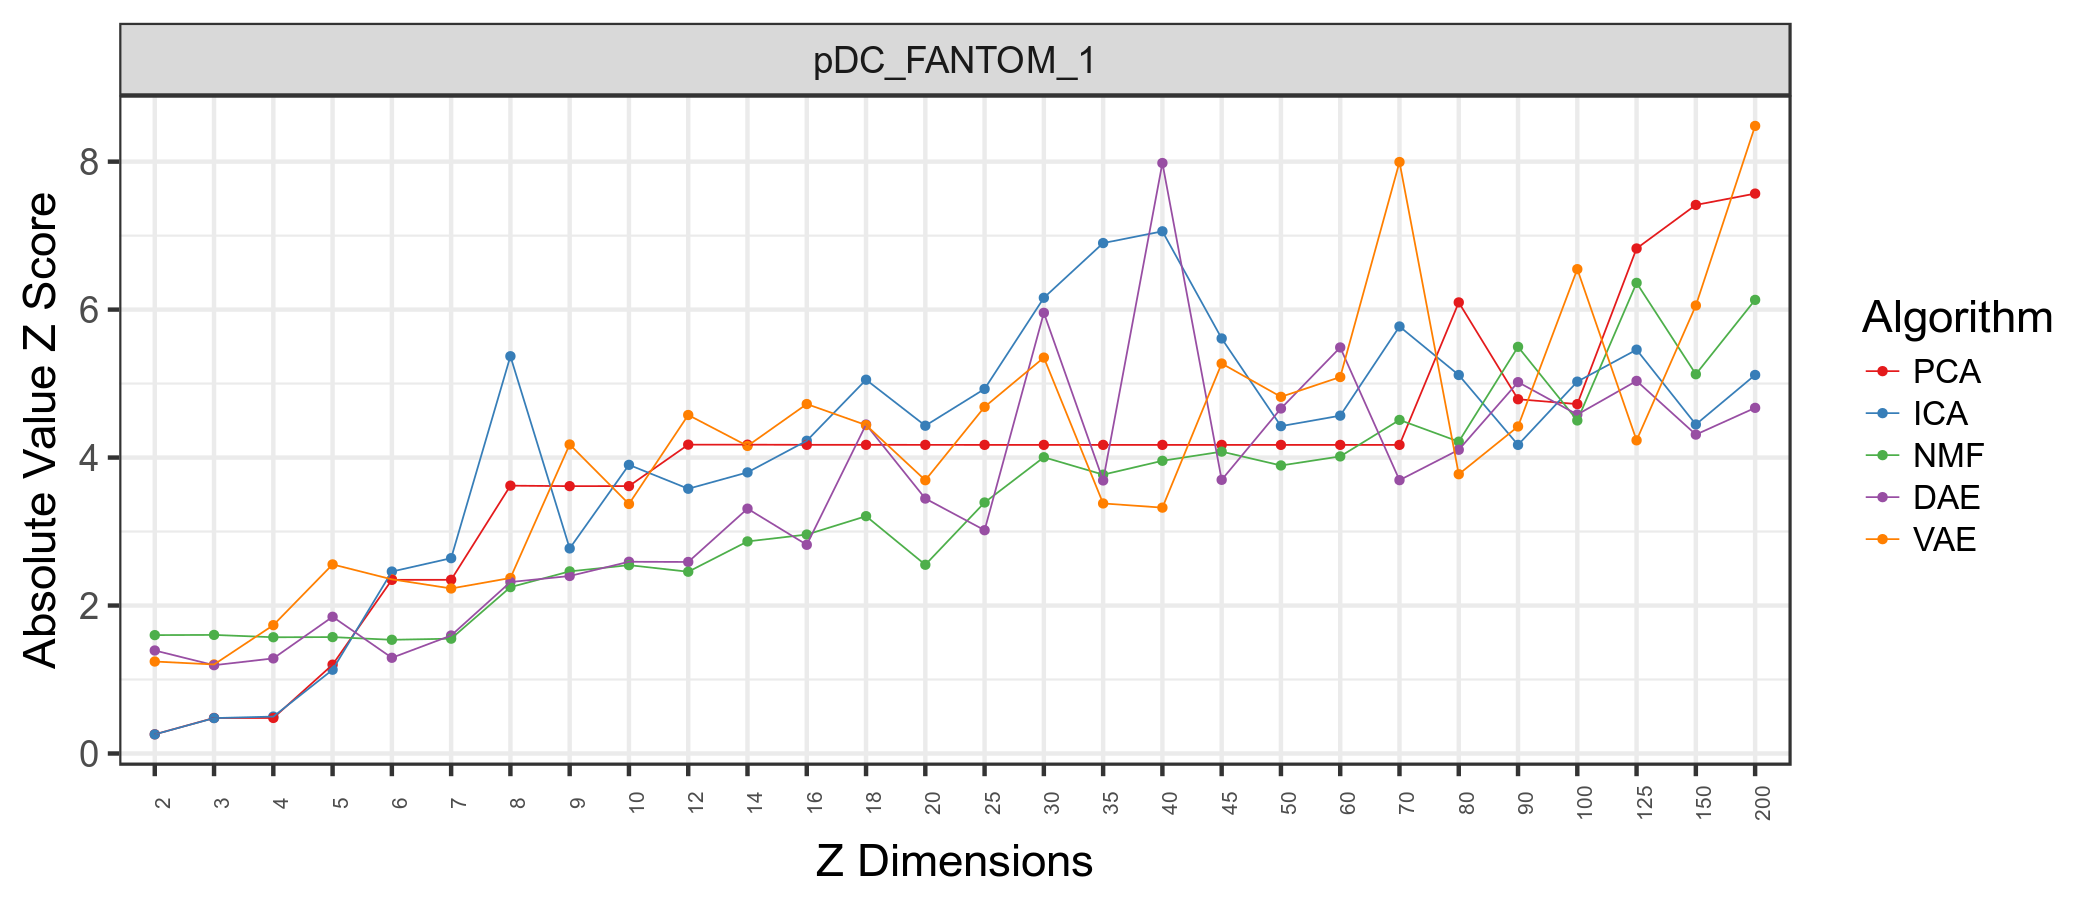 pDC_FANTOM_1
Absolute Value Z Score
8
6
4
2
0
2 3 4 5 6 7 8 9 10 12 14 16 18 20 25 30 35 40 45 50 60 70 80 90 100 125 150 200
Z Dimensions
Algorithm
PCA
ICA
NMF
DAE
VAE